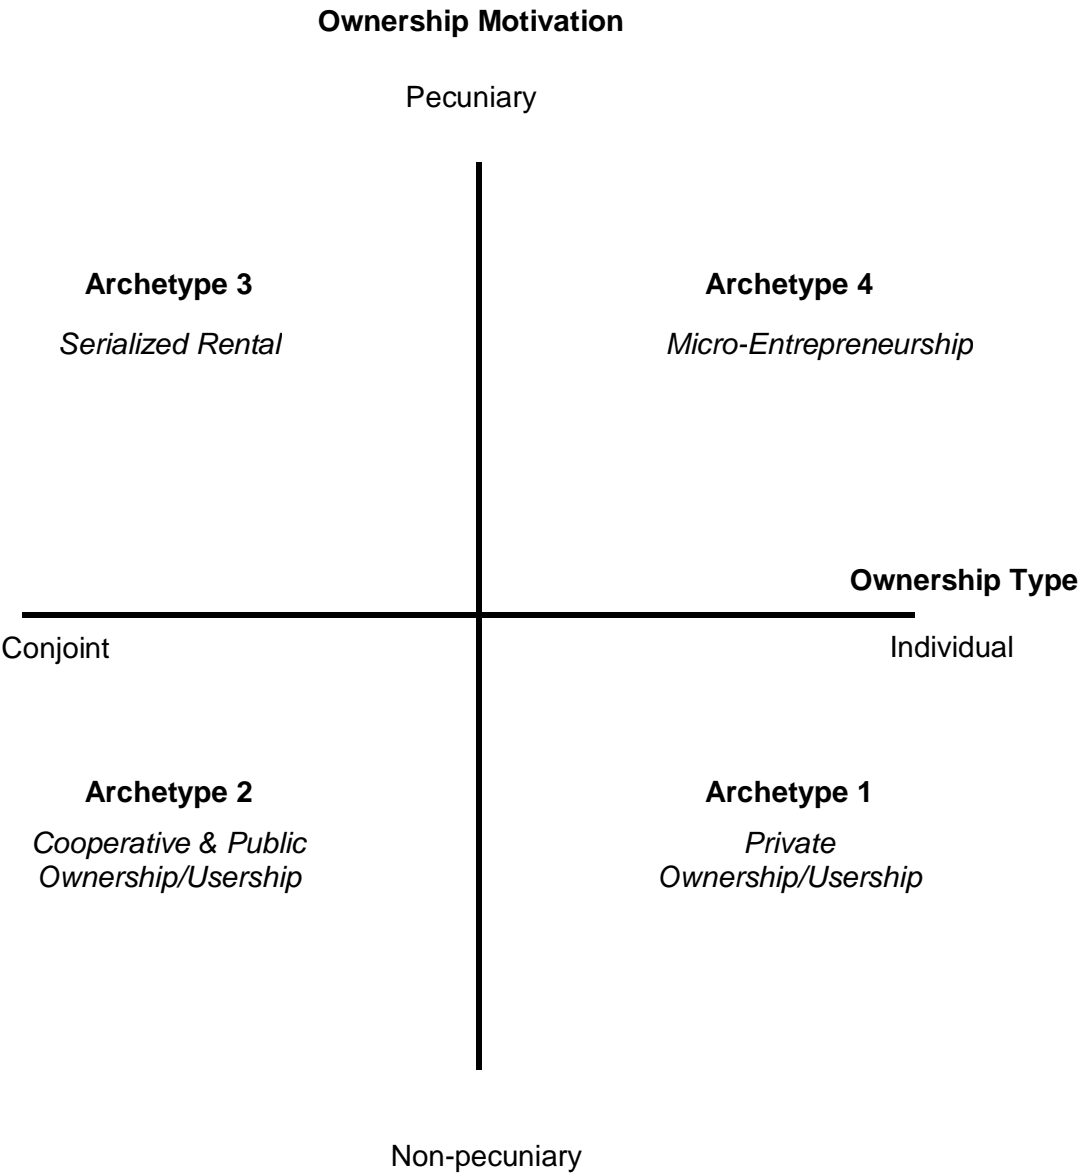 Ownership Motivation
Pecuniary
Archetype 3
Serialized Rental
Archetype 4
Micro-Entrepreneurship
Ownership Type
Conjoint
Individual
Archetype 2
Cooperative & Public
Ownership/Usership
Archetype 1
Private
Ownership/Usership
Non-pecuniary